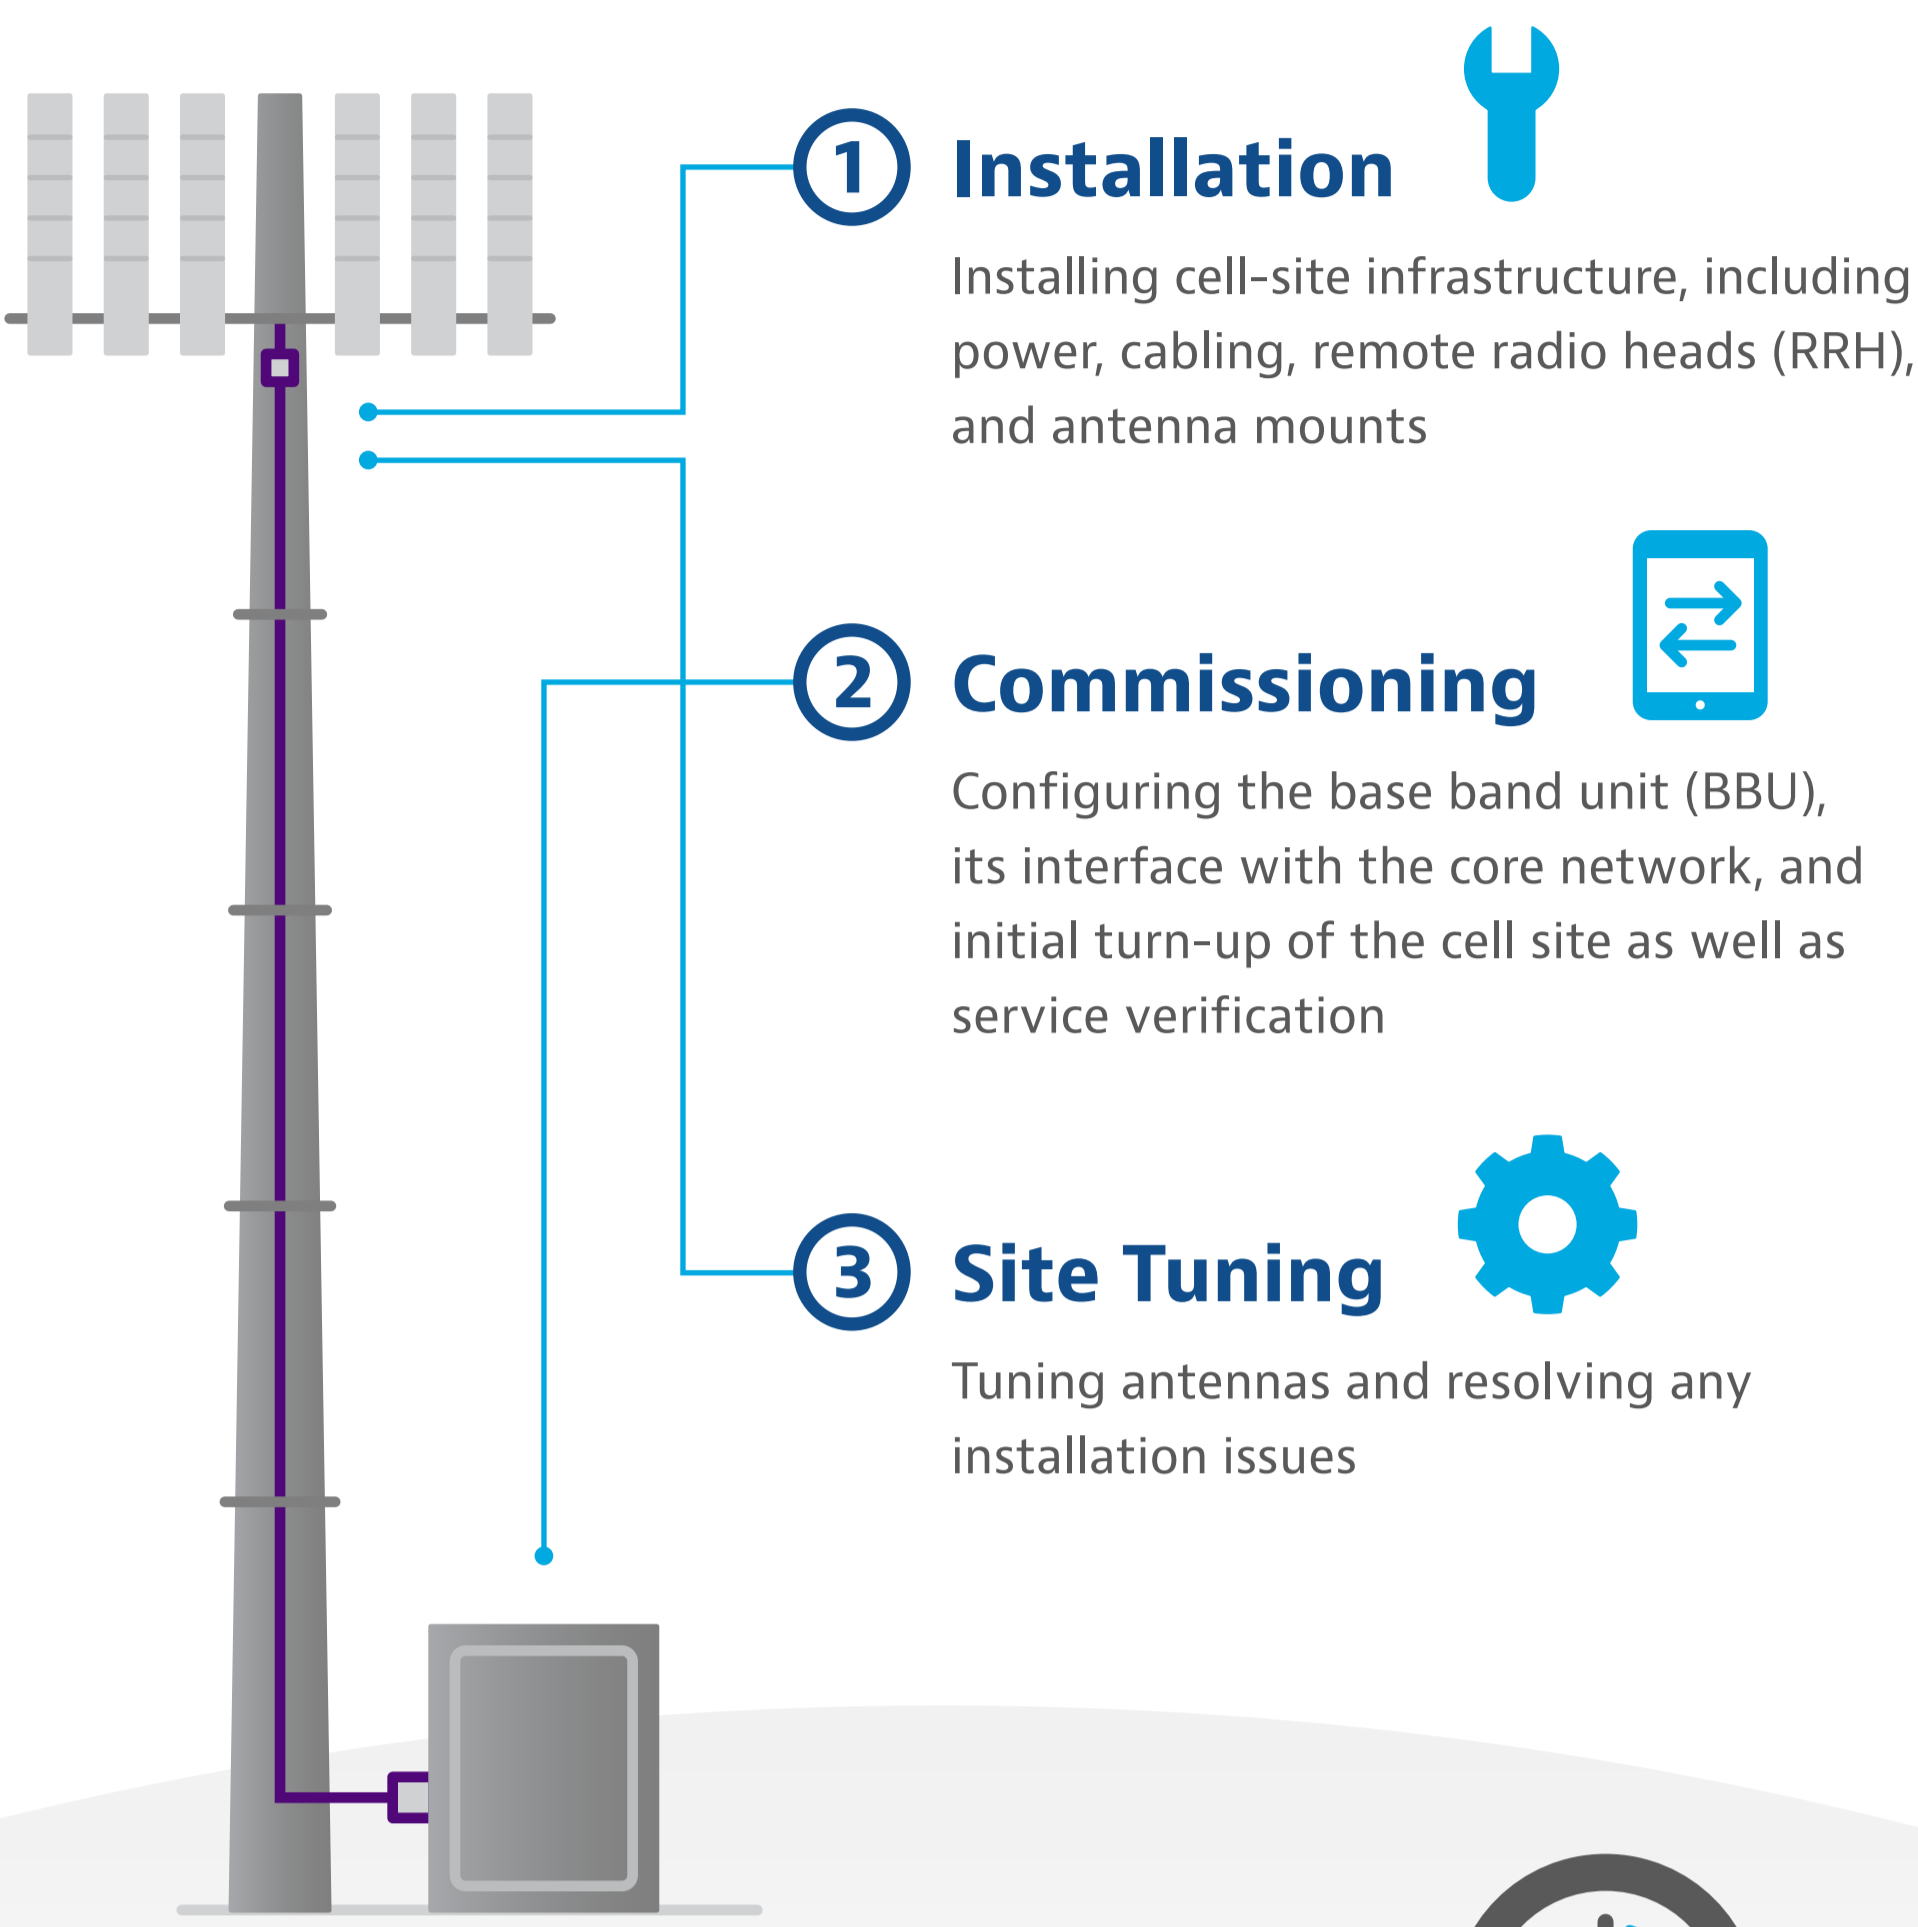 1 Installation
Installing cell-site infrastructure, including
power, cabling, remote radio heads (RRH),
and antenna mounts
2 Commissioning
Configuring the base band unit (BBU),
its interface with the core network, and
initial turn-up of the cell site as well as
service verification
3 Site Tuning
Tuning antennas and resolving any
installation issues